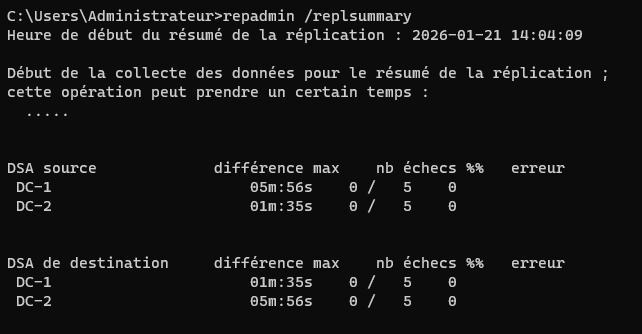 C:\Users\Administrateur>repadmin /replsummary
Heure de début du résumé de la réplication : 2026-01-21 14:04:09
Début de la collecte des données pour le résumé de la réplication ;
cette opération peut prendre un certain temps :
.....
DSA source différence max nb échecs %% erreur
DC-1 05m:56s 0 / 5 0
DC-2 01m:35s 0 / 5 0
DSA de destination différence max nb échecs %% erreur
DC-1 01m:35s 0 / 5 0
DC-2 05m:56s 0 / 5 0